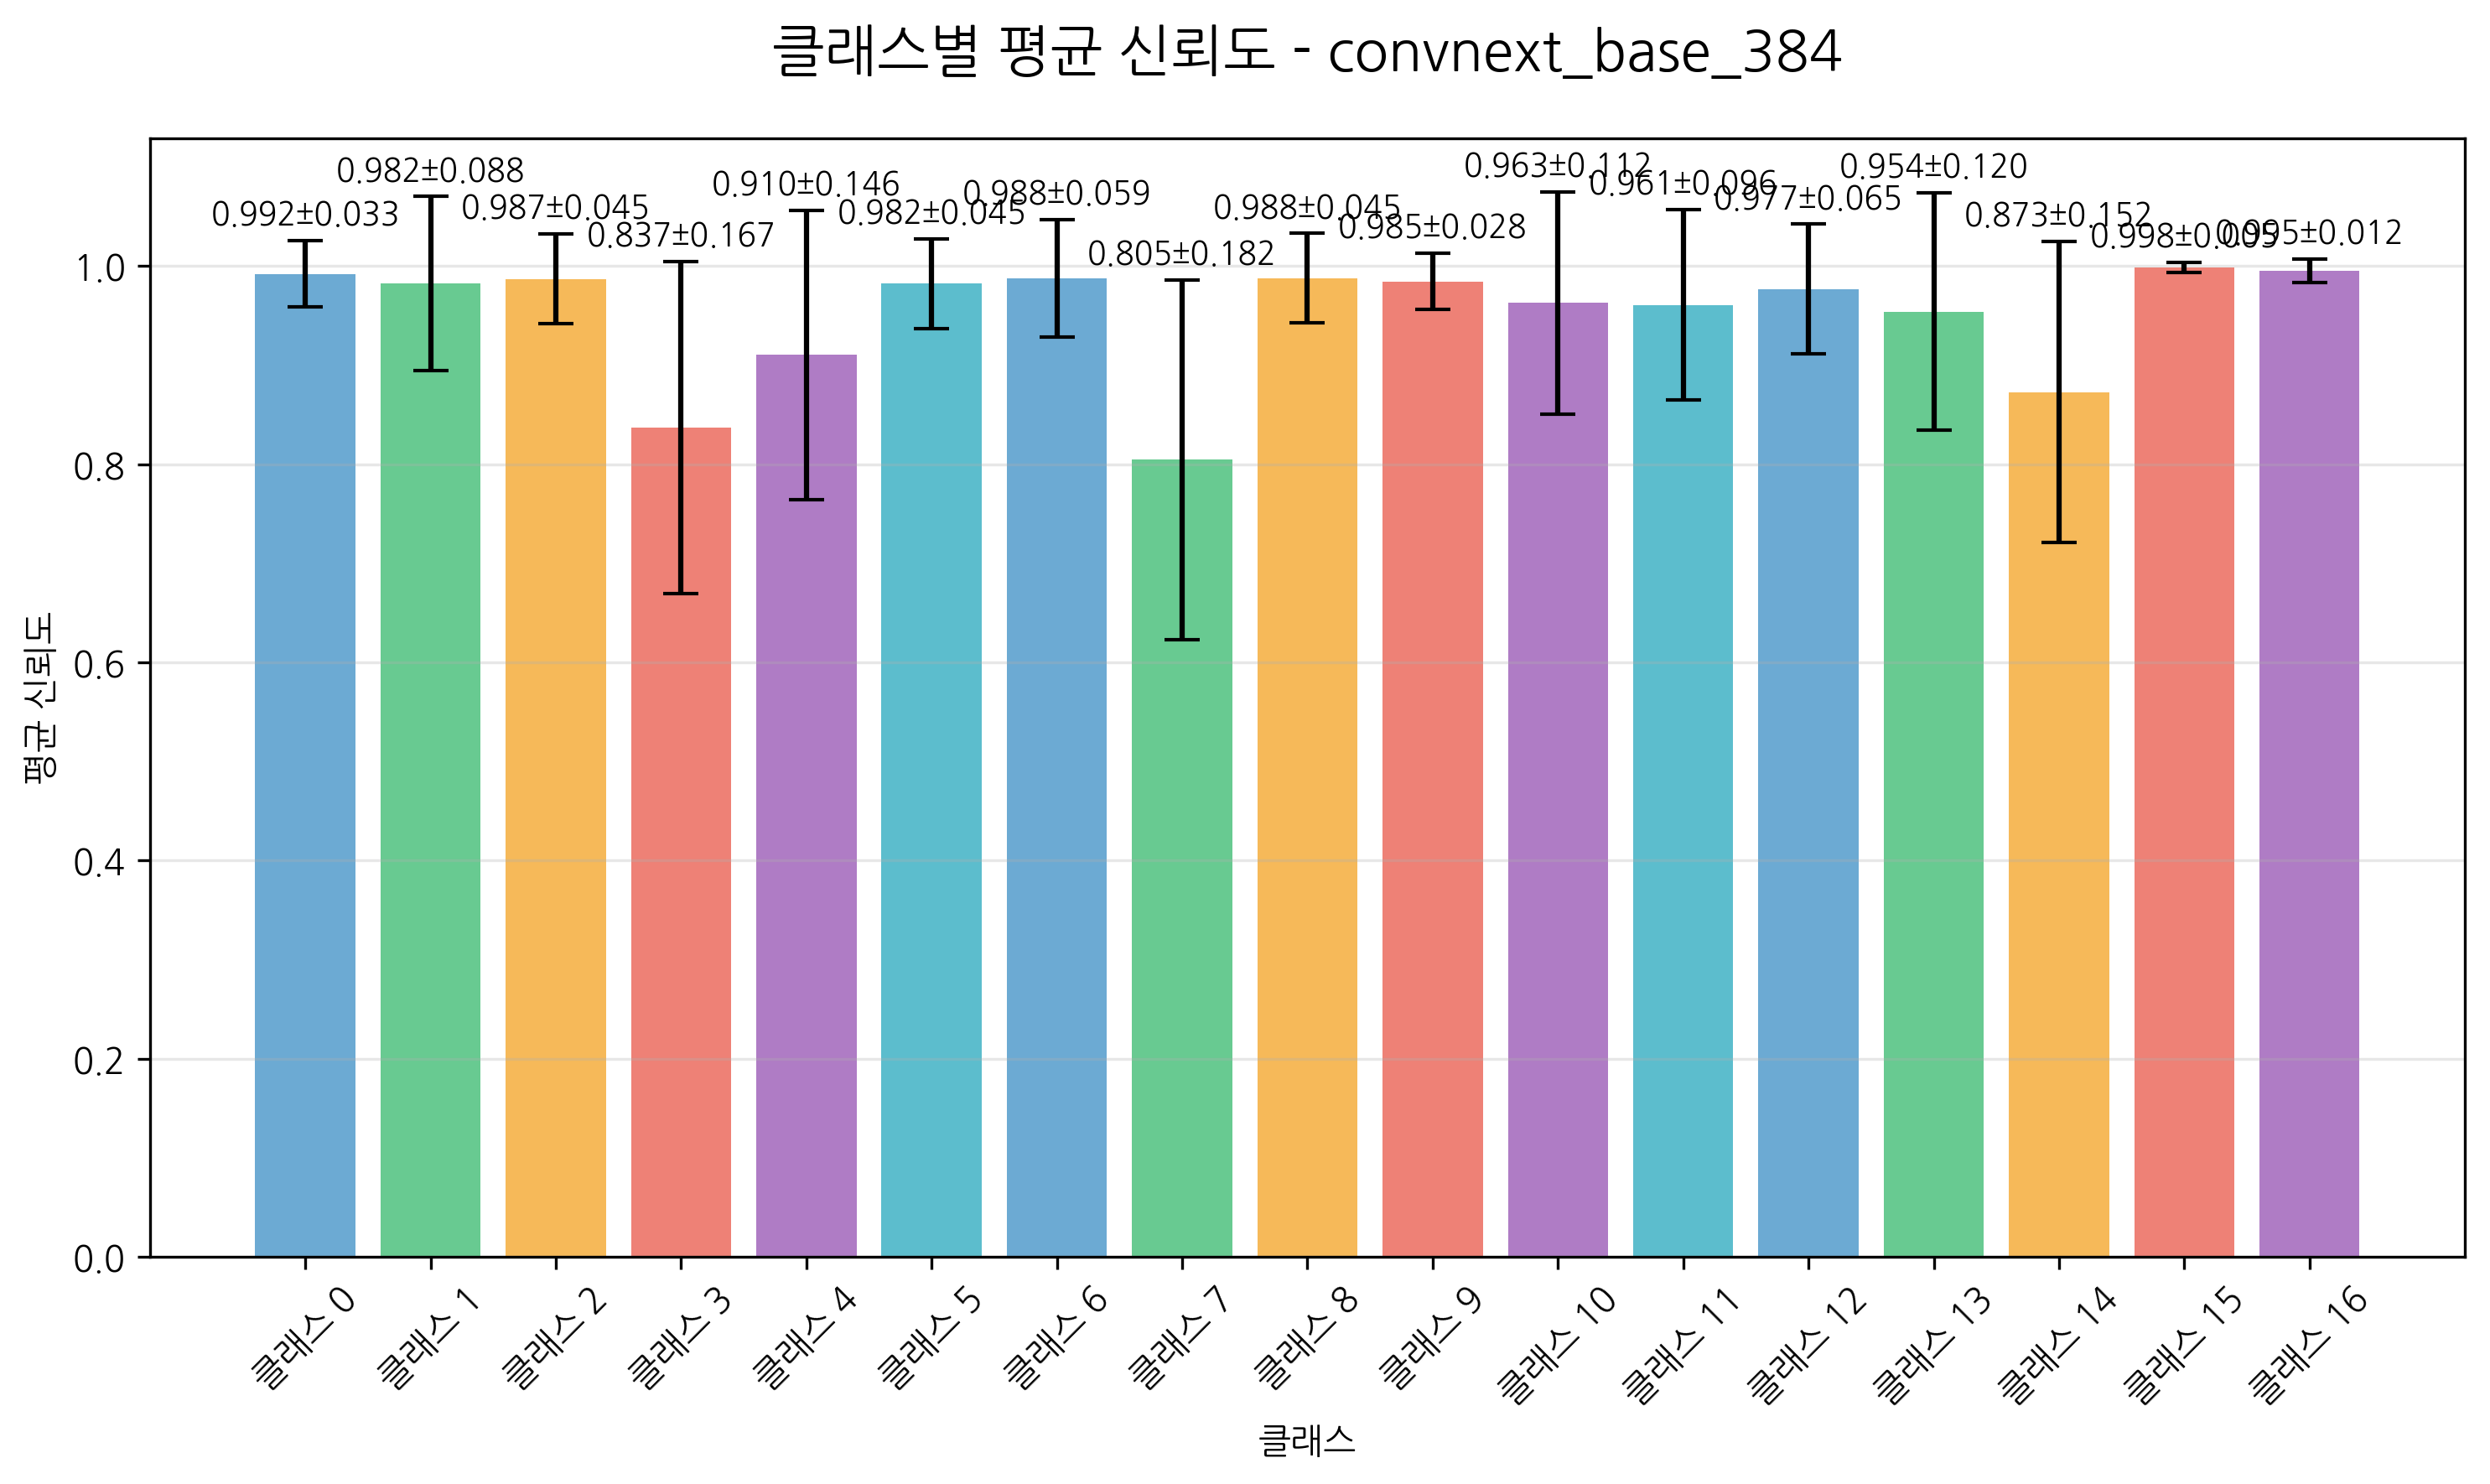 클래스별 평균 신뢰도 - convnext_base_384
평균 신뢰도
1.0
0.8
0.6
0.4
0.2
0.0
0.992±0.033
0.982±0.088
0.987±0.045
0.837±0.167
0.910±0.146
0.982±0.045
0.988±0.059
0.805±0.182
0.988±0.045
0.985±0.028
0.963±0.112
0.961±0.096
0.977±0.065
0.954±0.120
0.873±0.152
0.998±0.005
0.995±0.012
클래스 0
클래스 1
클래스 2
클래스 3
클래스 4
클래스 5
클래스 6
클래스 7
클래스 8
클래스 9
클래스 10
클래스 11
클래스 12
클래스 13
클래스 14
클래스 15
클래스 16
클래스